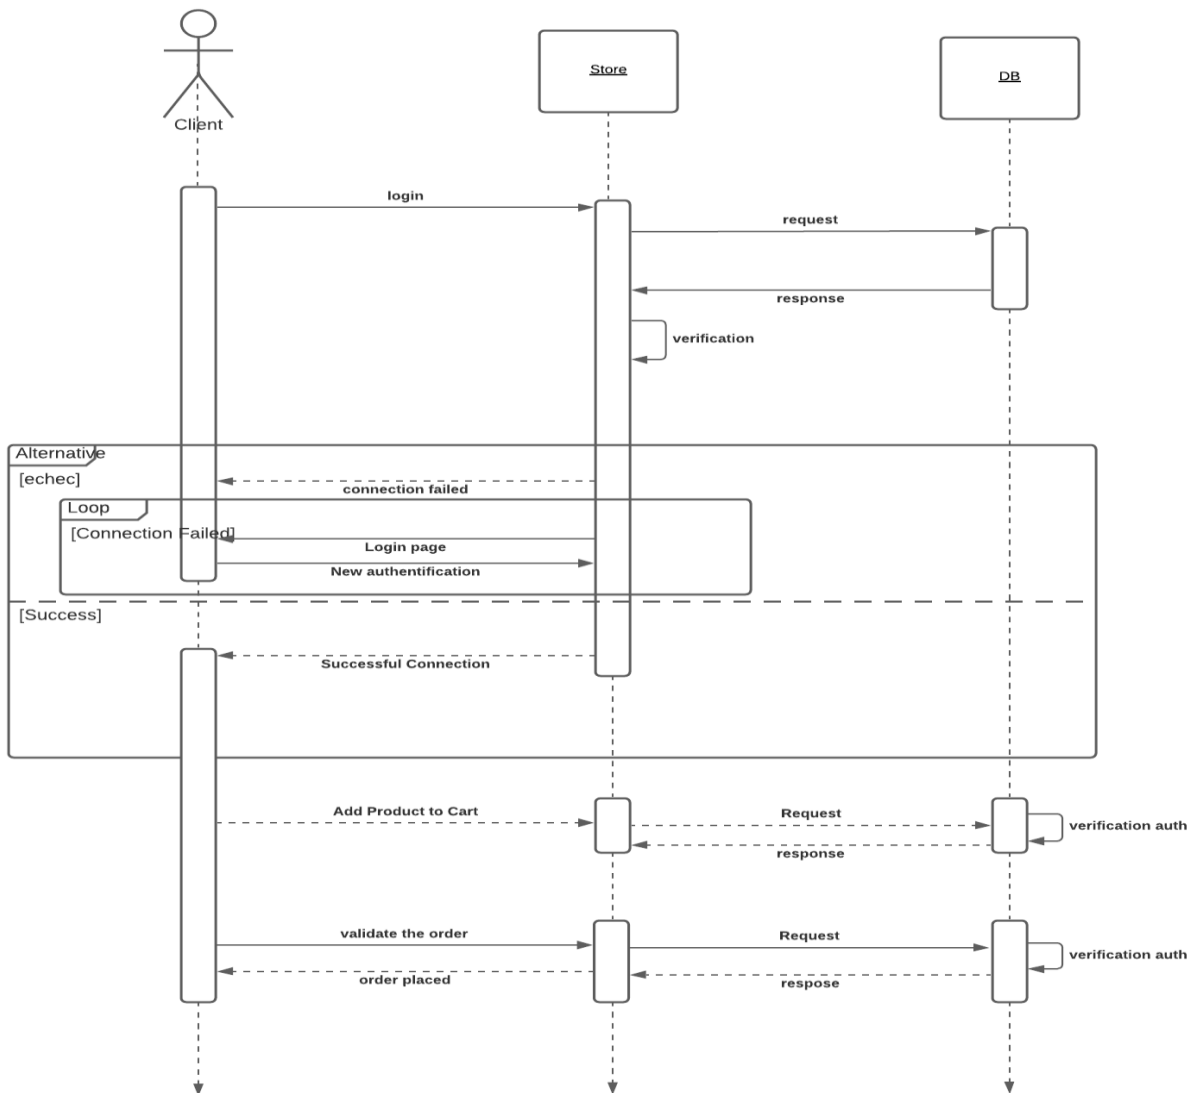 Client
Store
DB
login
request
response
verification
Alternative
[echec]
connection failed
Loop
[Connection Failed]
Login page
New authentification
[Success]
Successful Connection
Add Product to Cart
Request
verification auth
response
validate the order
Request
verification auth
order placed
respose